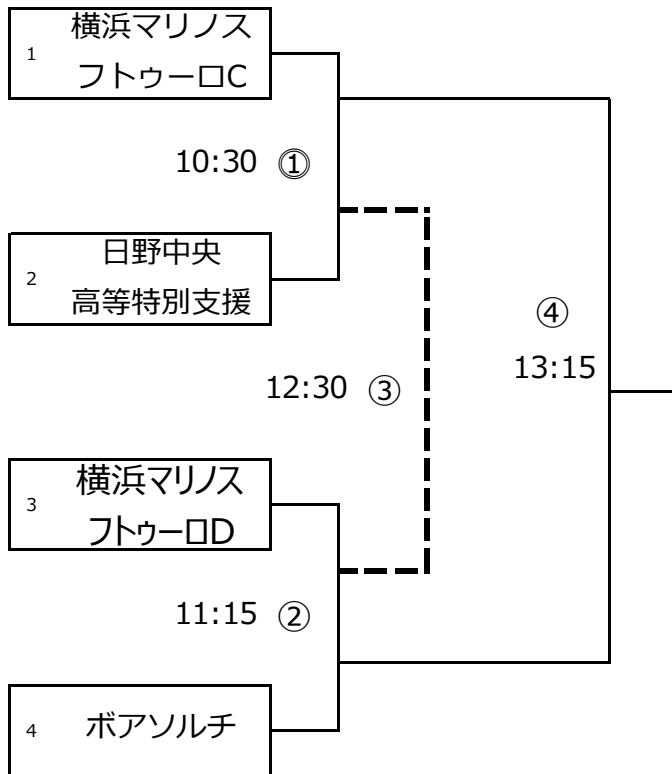 1
横浜マリノス
フトゥーロC
10:30 ①
2
日野中央
高等特別支援
④
13:15
12:30 ③
3
横浜マリノス
フトゥーロD
11:15 ②
4
ボアソルチ